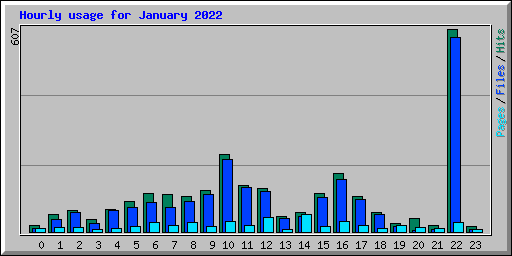 Hourly usage for January 2022
607
Pages/Files/Hits
0 1 2 3 4 5 6 7 8 9 10 11 12 13 14 15 16 17 18 19 20 21 22 23